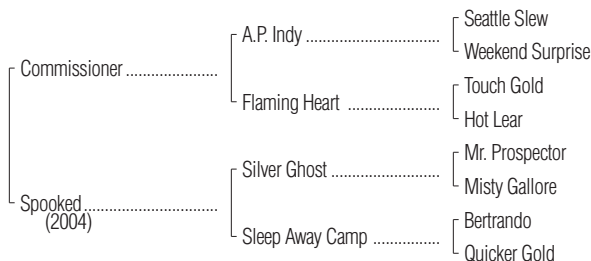 Seattle Slew
A.P. Indy ................................
Weekend Surprise
Commissioner ......................
Touch Gold
Flaming Heart ......................
Hot Lear
Mr. Prospector
Silver Ghost ..........................
Misty Gallore
Spooked ................................
(2004)
Bertrando
Sleep Away Camp ................
Quicker Gold